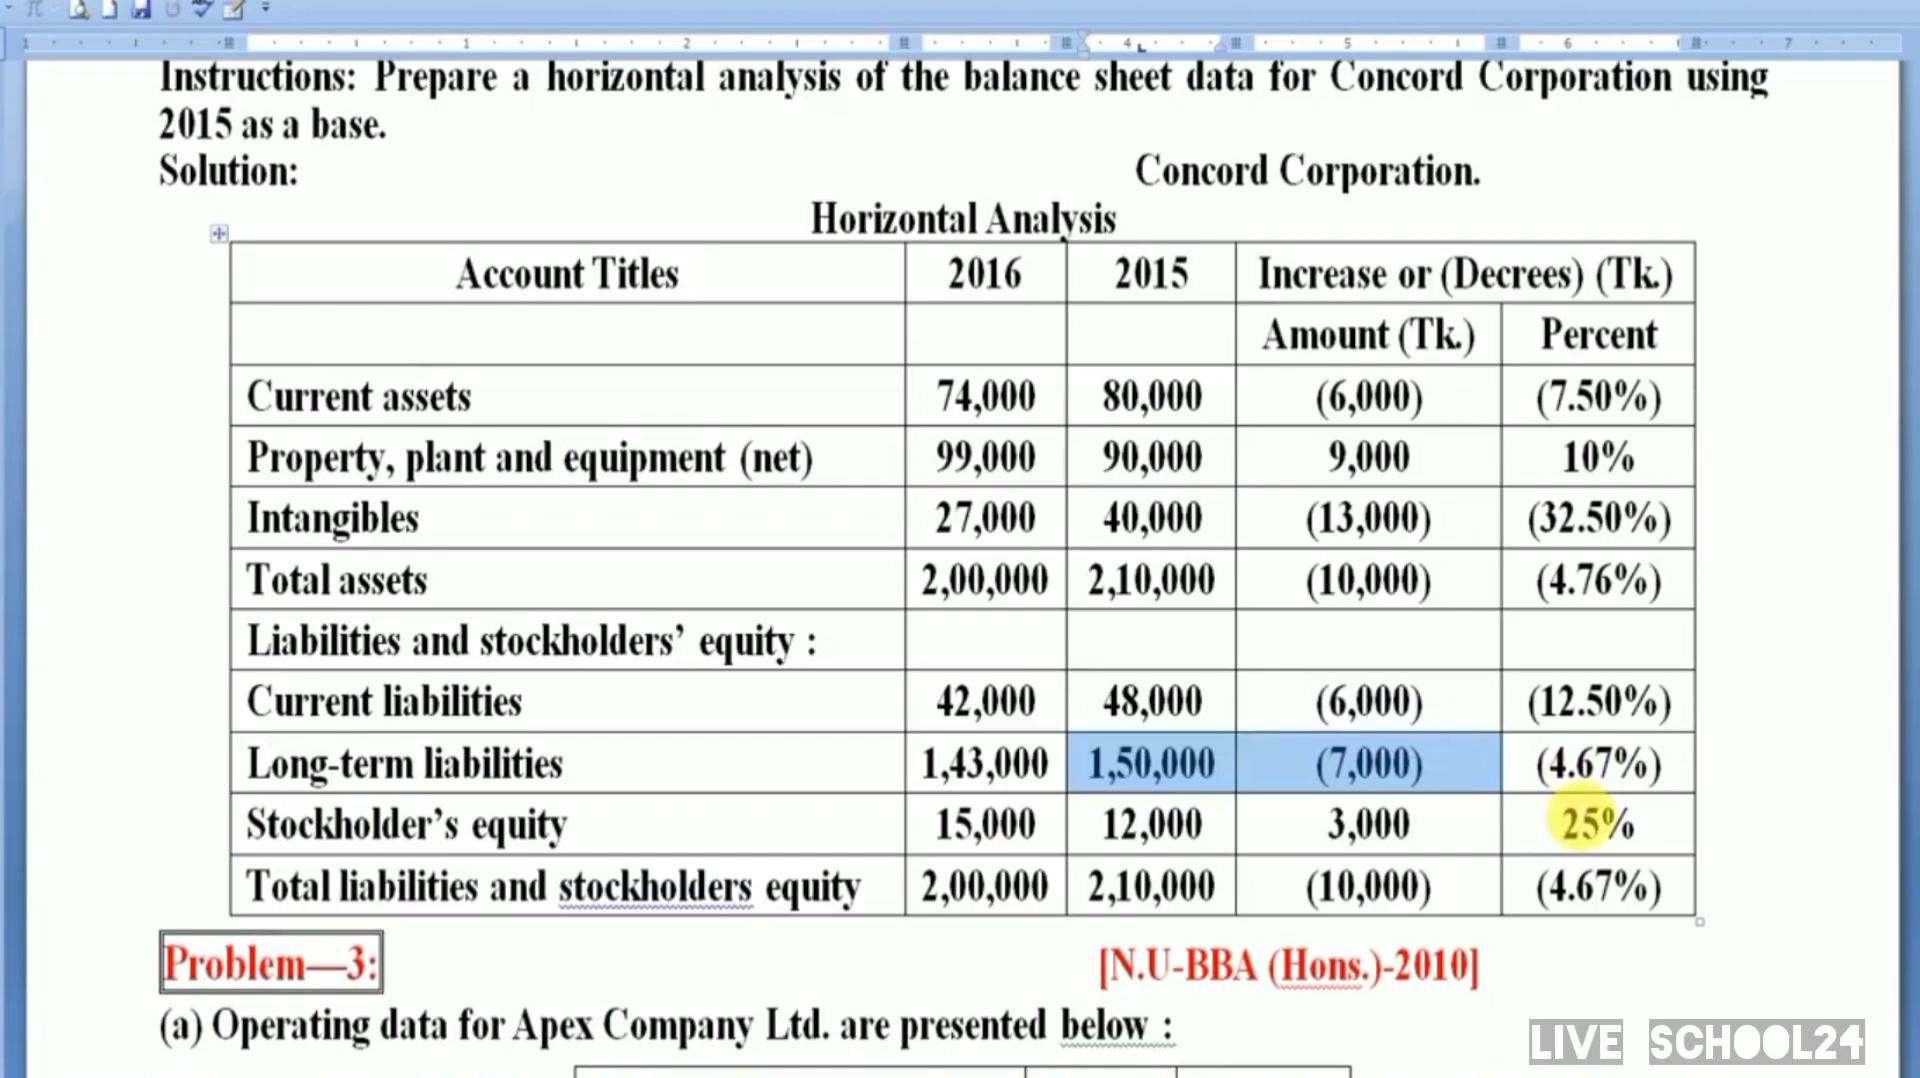 Instructions: Prepare a horizontal analysis of the balance sheet data for Concord Corporation using
2015 as a base.
Solution: Concord Corporation.
Horizontal Analysis
Account Titles 2016 2015 Increase or (Decrees) (Tk.)
Amount (Tk.) Percent
Current assets 74,000 80,000 (6,000) (7.50%)
Property, plant and equipment (net) 99,000 90,000 9,000 10%
Intangibles 27,000 40,000 (13,000) (32.50%)
Total assets 2,00,000 2,10,000 (10,000) (4.76%)
Liabilities and stockholders’ equity :
Current liabilities 42,000 48,000 (6,000) (12.50%)
Long-term liabilities 1,43,000 1,50,000 (7,000) (4.67%)
Stockholder’s equity 15,000 12,000 3,000 25%
Total liabilities and stockholders equity 2,00,000 2,10,000 (10,000) (4.67%)
Problem—3: [N.U-BBA (Hons.)-2010]
(a) Operating data for Apex Company Ltd. are presented below :
LIVE SCHOOL24